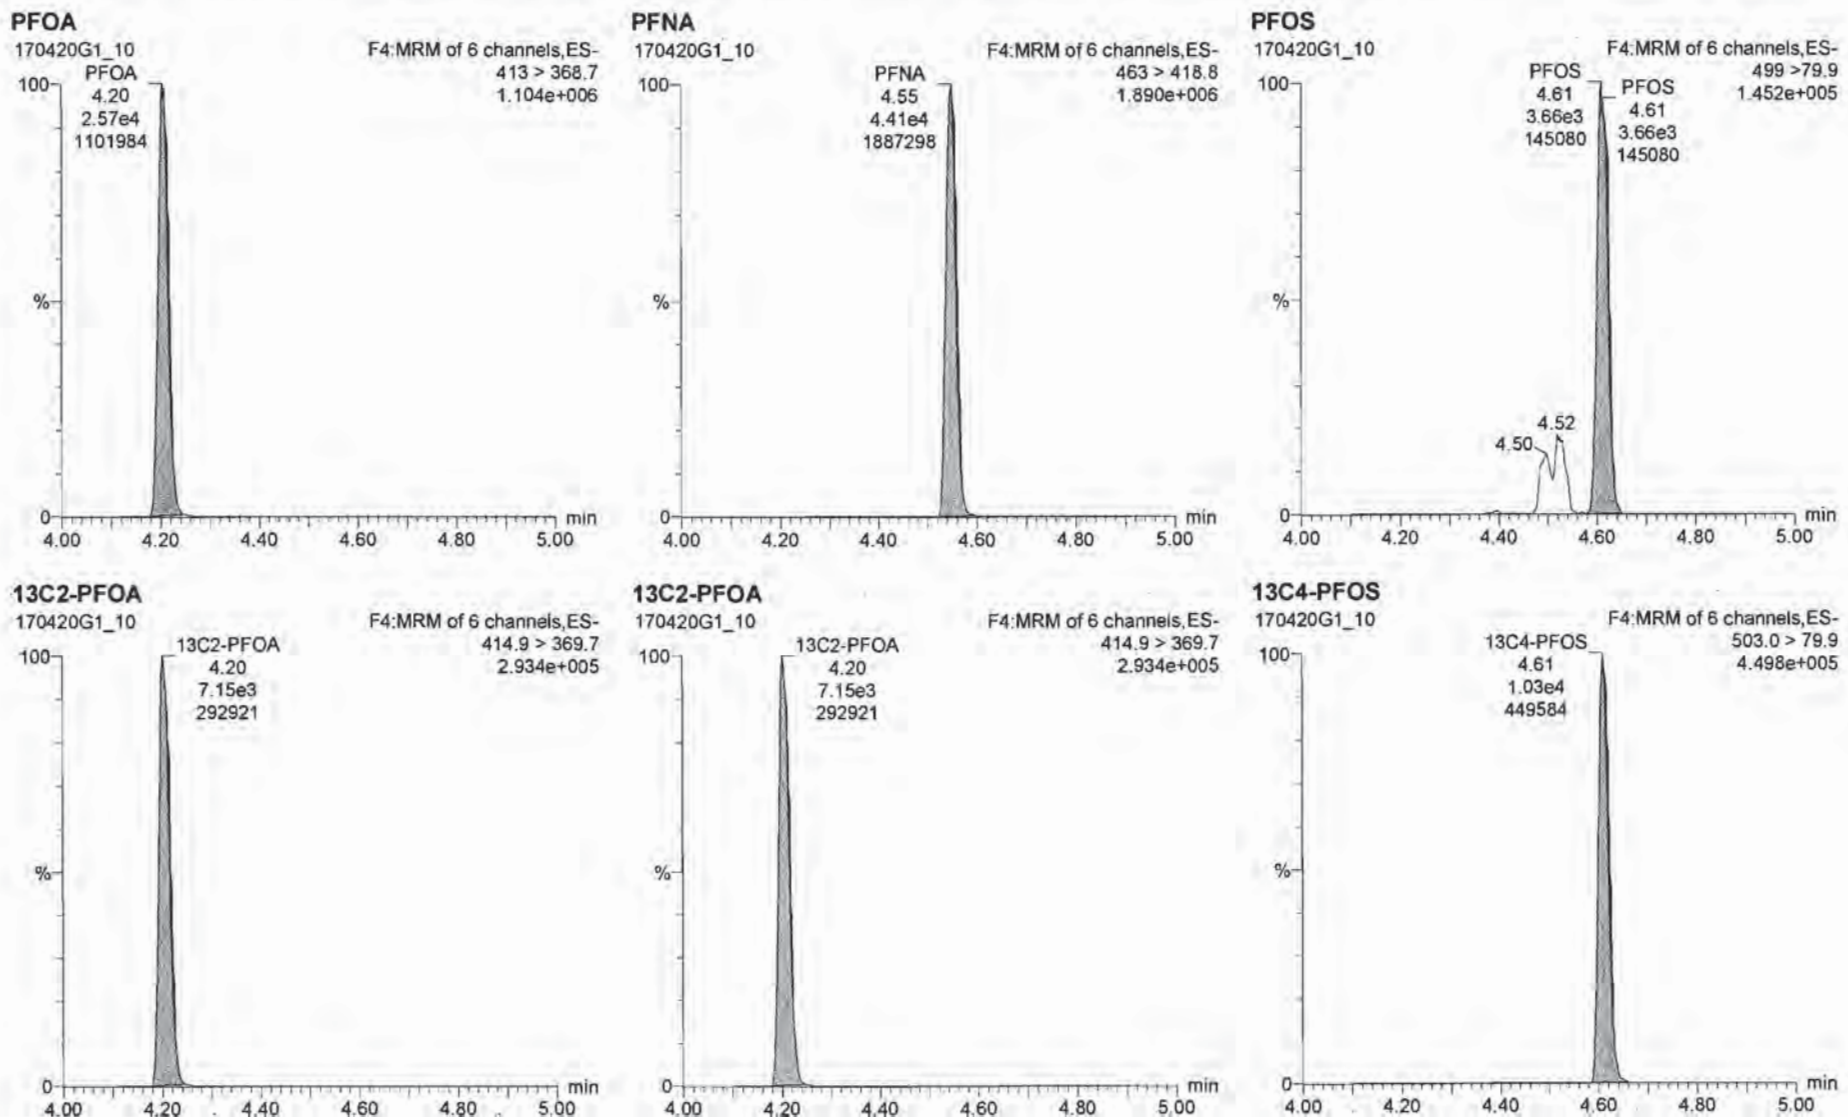 PFOA
170420G1_10
F4:MRM of 6 channels,ES-
413 > 368.7
1.104e+006
100
PFOA
4.20
2.57e4
1101984
%
0
min
4.00 4.20 4.40 4.60 4.80 5.00
PFNA
170420G1_10
F4:MRM of 6 channels,ES-
463 > 418.8
1.890e+006
100
PFNA
4.55
4.41e4
1887298
%
0
min
4.00 4.20 4.40 4.60 4.80 5.00
PFOS
170420G1_10
F4:MRM of 6 channels,ES-
499 >79.9
1.452e+005
100
PFOS
4.61
3.66e3
145080
PFOS
4.61
3.66e3
145080
%
4.50
4.52
0
min
4.00 4.20 4.40 4.60 4.80 5.00
13C2-PFOA
170420G1_10
F4:MRM of 6 channels,ES-
414.9 > 369.7
2.934e+005
100
13C2-PFOA
4.20
7.15e3
292921
%
0
min
4.00 4.20 4.40 4.60 4.80 5.00
13C2-PFOA
170420G1_10
F4:MRM of 6 channels,ES-
414.9 > 369.7
2.934e+005
100
13C2-PFOA
4.20
7.15e3
292921
%
0
min
4.00 4.20 4.40 4.60 4.80 5.00
13C4-PFOS
170420G1_10
F4:MRM of 6 channels,ES-
503.0 > 79.9
4.498e+005
100
13C4-PFOS
4.61
1.03e4
449584
%
0
min
4.00 4.20 4.40 4.60 4.80 5.00